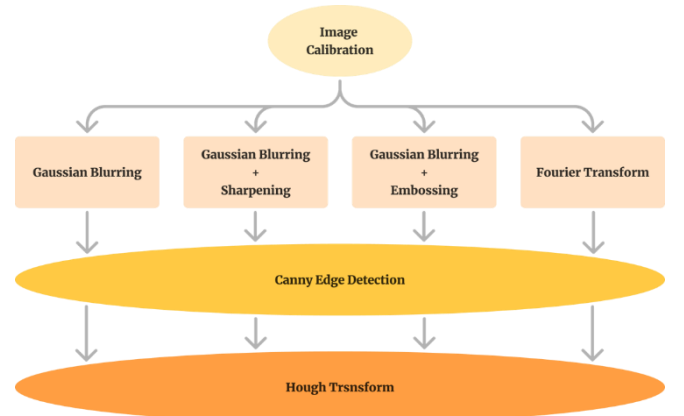 Image
Calibration
Gaussian Blurring
Gaussian Blurring
+
Sharpening
Gaussian Blurring
+
Embossing
Fourier Transform
Canny Edge Detection
Hough Trsnsform